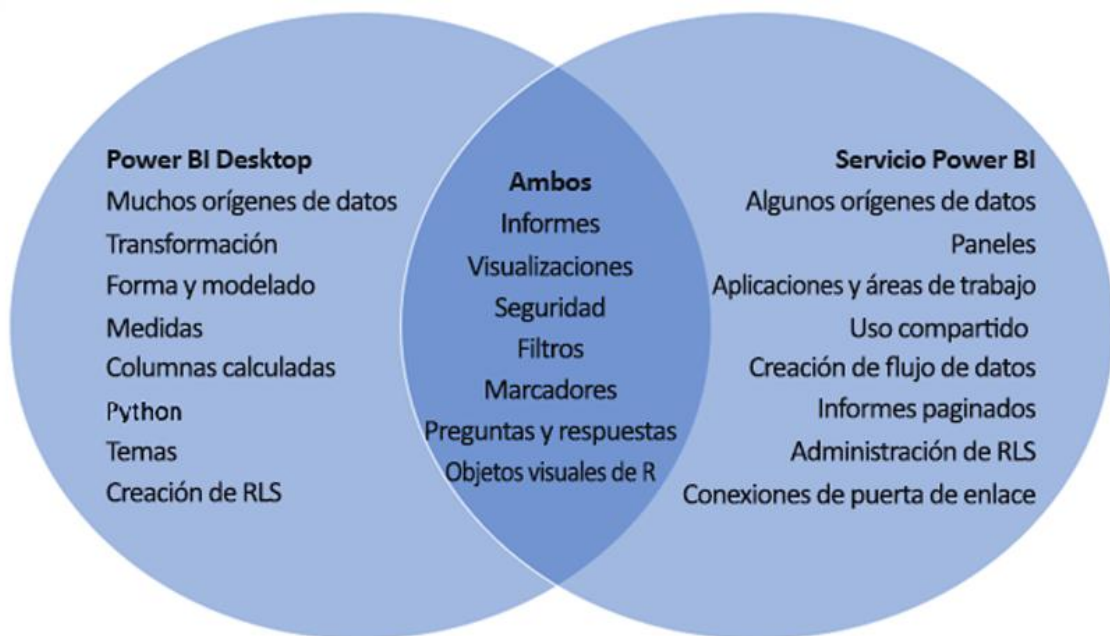 Power BI Desktop
Muchos orígenes de datos
Transformación
Forma y modelado
Medidas
Columnas calculadas
Python
Temas
Creación de RLS
Ambos
Informes
Visualizaciones
Seguridad
Filtros
Marcadores
Preguntas y respuestas
Objetos visuales de R
Servicio Power BI
Algunos orígenes de datos
Paneles
Aplicaciones y áreas de trabajo
Uso compartido
Creación de flujo de datos
Informes paginados
Administración de RLS
Conexiones de puerta de enlace